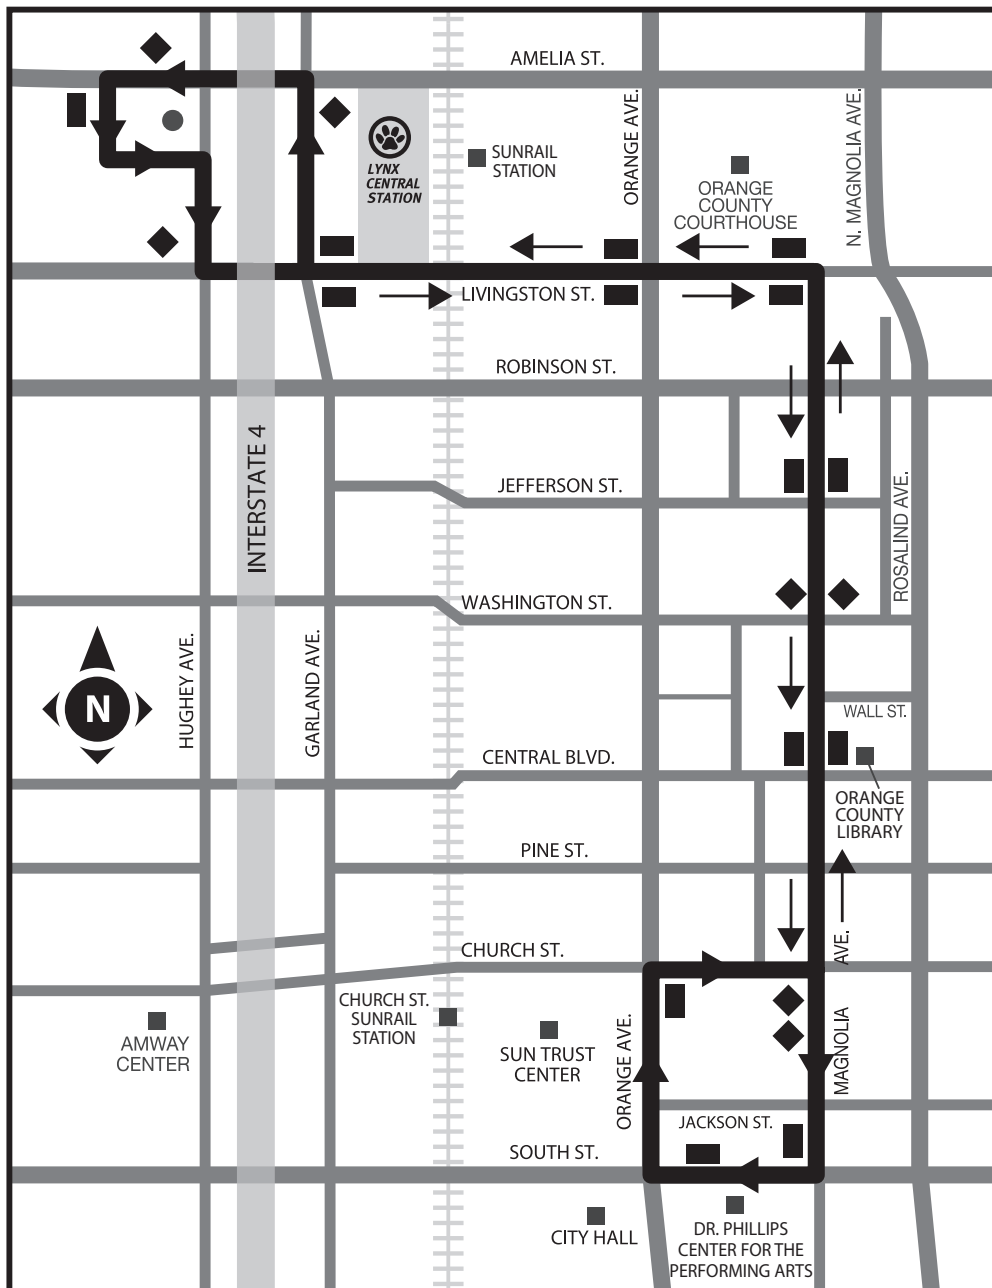 AMELIA ST.
ORANGE AVE.
N. MAGNOLIA AVE.
LYNX
CENTRAL
STATION
SUNRAIL
STATION
ORANGE
COUNTY
COURTHOUSE
LIVINGSTON ST.
ROBINSON ST.
INTERSTATE 4
JEFFERSON ST.
ROSALIND AVE.
WASHINGTON ST.
N
HUGHEY AVE.
GARLAND AVE.
WALL ST.
CENTRAL BLVD.
ORANGE
COUNTY
LIBRARY
PINE ST.
CHURCH ST.
MAGNOLIA AVE.
CHURCH ST.
SUNRAIL
STATION
AMWAY
CENTER
SUN TRUST
CENTER
ORANGE AVE.
JACKSON ST.
SOUTH ST.
CITY HALL
DR. PHILLIPS
CENTER FOR THE
PERFORMING ARTS